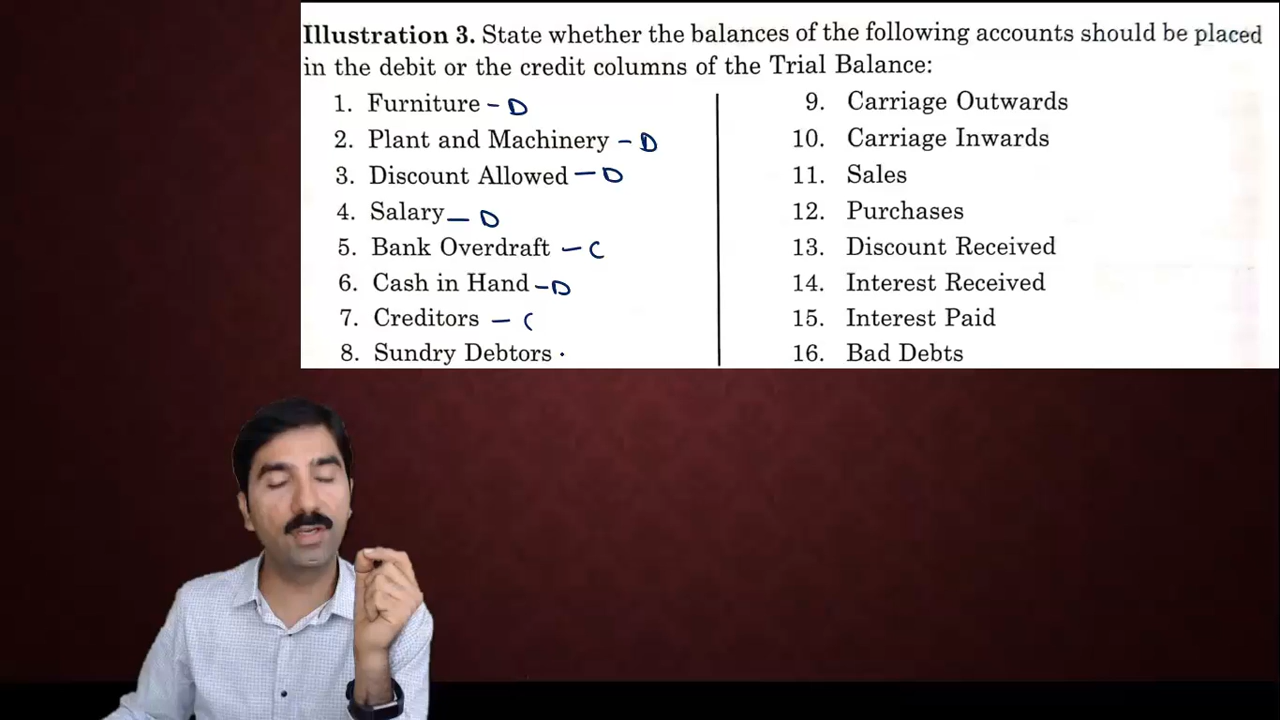 Illustration 3. State whether the balances of the following accounts should be placed
in the debit or the credit columns of the Trial Balance:
1. Furniture - D
2. Plant and Machinery - D
3. Discount Allowed - D
4. Salary - D
5. Bank Overdraft - C
6. Cash in Hand - D
7. Creditors - C
8. Sundry Debtors
9. Carriage Outwards
10. Carriage Inwards
11. Sales
12. Purchases
13. Discount Received
14. Interest Received
15. Interest Paid
16. Bad Debts